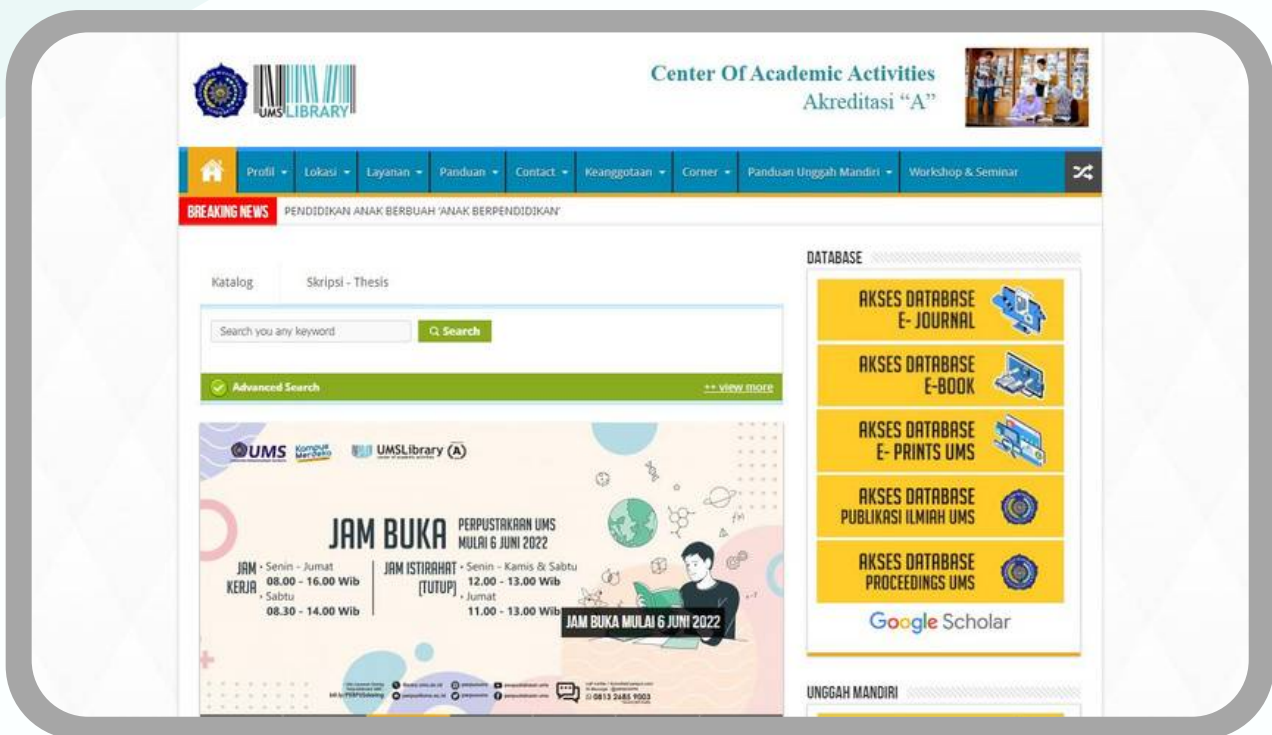 UMS LIBRARY
Center Of Academic Activities
Akreditasi “A”
Profil Lokasi Layanan Panduan Contact Keanggotaan Corner Panduan Unggah Mandiri Workshop & Seminar
BREAKING NEWS PENDIDIKAN ANAK BERBUAH 'ANAK BERPENDIDIKAN'
Katalog Skripsi - Thesis
Search you any keyword Search
Advanced Search ++ view more
UMS Kampus Merdeka UMSLibrary A
JAM BUKA
PERPUSTAKAAN UMS
MULAI 6 JUNI 2022
JAM KERJA
• Senin - Jumat
08.00 - 16.00 Wib
• Sabtu
08.30 - 14.00 Wib
JAM ISTIRAHAT
[TUTUP]
• Senin - Kamis & Sabtu
12.00 - 13.00 Wib
• Jumat
11.00 - 13.00 Wib
JAM BUKA MULAI 6 JUNI 2022
0813 2685 9003
DATABASE
AKSES DATABASE
E- JOURNAL
AKSES DATABASE
E-BOOK
AKSES DATABASE
E- PRINTS UMS
AKSES DATABASE
PUBLIKASI ILMIAH UMS
AKSES DATABASE
PROCEEDINGS UMS
Google Scholar
UNGGAH MANDIRI